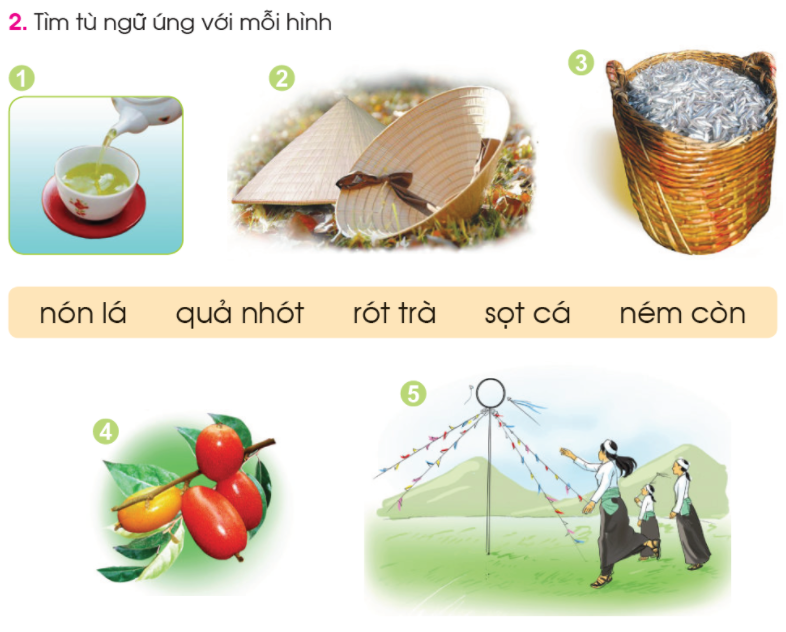 2. Tìm từ ngữ ứng với mỗi hình
1
2
3
nón lá quả nhót rót trà sọt cá ném còn
4
5